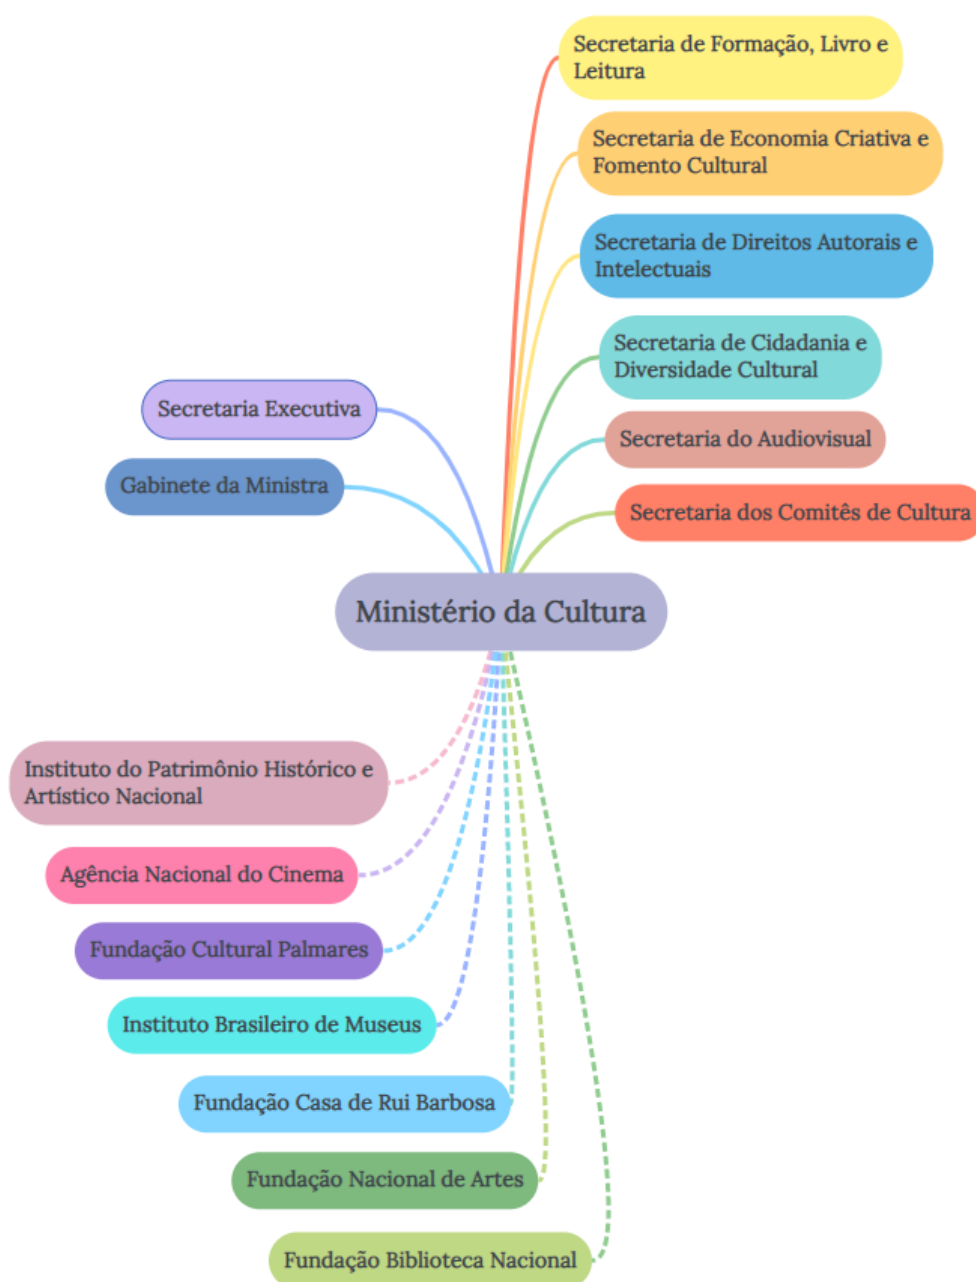 Secretaria de Formação, Livro e
Leitura
Secretaria de Economia Criativa e
Fomento Cultural
Secretaria de Direitos Autorais e
Intelectuais
Secretaria de Cidadania e
Diversidade Cultural
Secretaria Executiva
Secretaria do Audiovisual
Gabinete da Ministra
Secretaria dos Comitês de Cultura
Ministério da Cultura
Instituto do Patrimônio Histórico e
Artístico Nacional
Agência Nacional do Cinema
Fundação Cultural Palmares
Instituto Brasileiro de Museus
Fundação Casa de Rui Barbosa
Fundação Nacional de Artes
Fundação Biblioteca Nacional